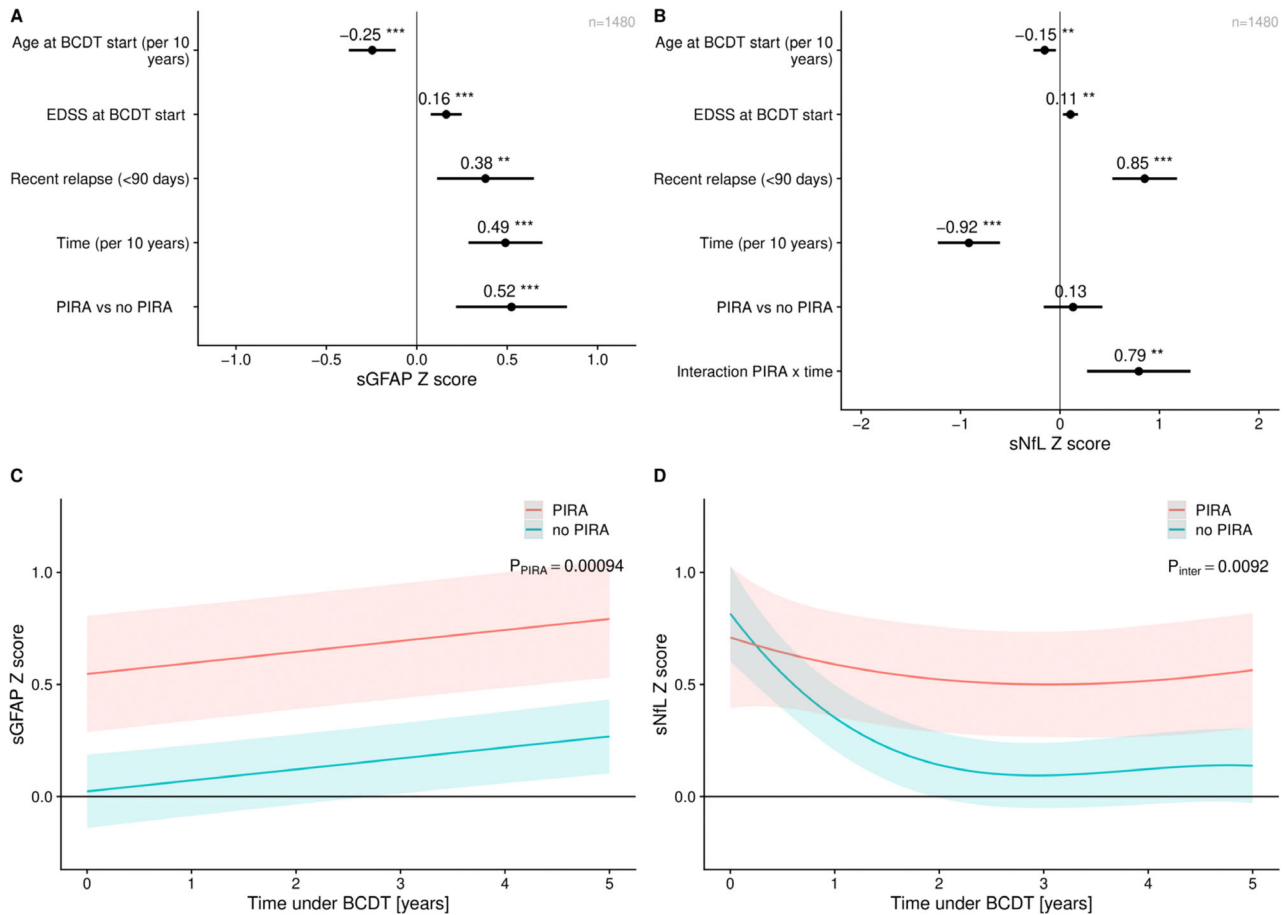 A
n=1480
Age at BCDT start (per 10
years)
−0.25 ***
EDSS at BCDT start
0.16 ***
Recent relapse (<90 days)
0.38 **
Time (per 10 years)
0.49 ***
PIRA vs no PIRA
0.52 ***
−1.0 −0.5 0.0 0.5 1.0
sGFAP Z score
B
n=1480
Age at BCDT start (per 10
years)
−0.15 **
EDSS at BCDT start
0.11 **
Recent relapse (<90 days)
0.85 ***
Time (per 10 years)
−0.92 ***
PIRA vs no PIRA
0.13
Interaction PIRA x time
0.79 **
−2 −1 0 1 2
sNfL Z score
C
PIRA
no PIRA
P_PIRA = 0.00094
1.0
0.5
0.0
sGFAP Z score
0 1 2 3 4 5
Time under BCDT [years]
D
PIRA
no PIRA
P_inter = 0.0092
1.0
0.5
0.0
sNfL Z score
0 1 2 3 4 5
Time under BCDT [years]